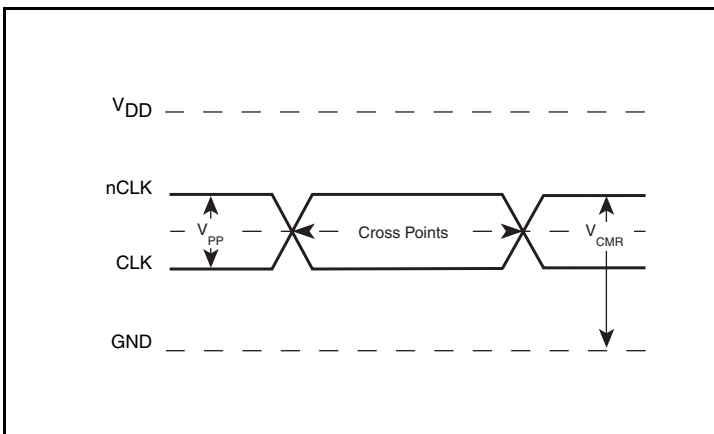 VDD
nCLK
VPP
Cross Points
VCMR
CLK
GND